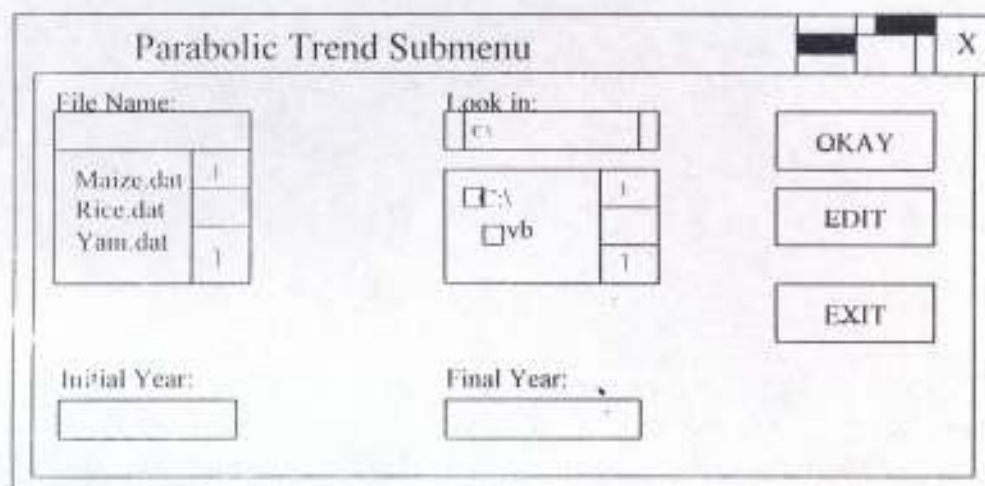 Parabolic Trend Submenu
X
File Name:
Look in:
c:\
OKAY
Maize.dat
Rice.dat
Yam.dat
C:\
vb
EDIT
EXIT
Initial Year:
Final Year: